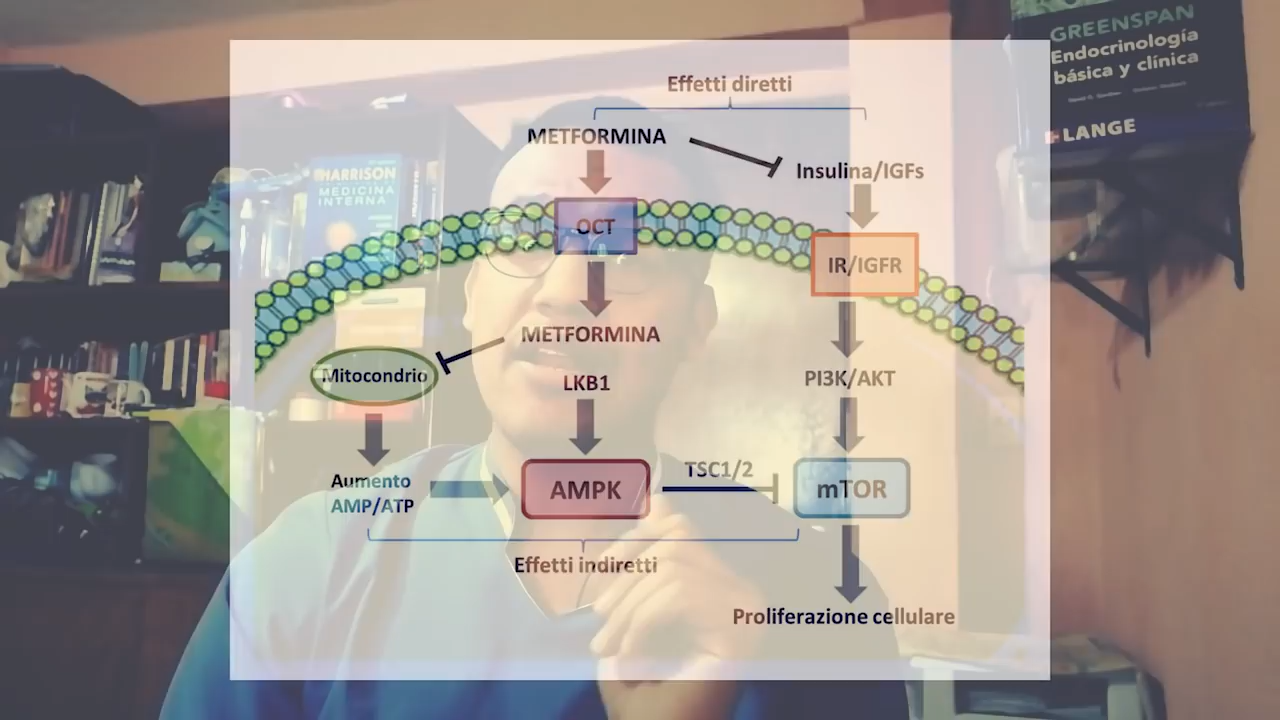 GREENSPAN
Endocrinología
básica y clínica
LANGE
HARRISON
MEDICINA
INTERNA
Effetti diretti
METFORMINA
Insulina/IGFs
OCT
IR/IGFR
METFORMINA
Mitocondrio
LKB1
PI3K/AKT
Aumento
AMP/ATP
AMPK
TSC1/2
mTOR
Effetti indiretti
Proliferazione cellulare